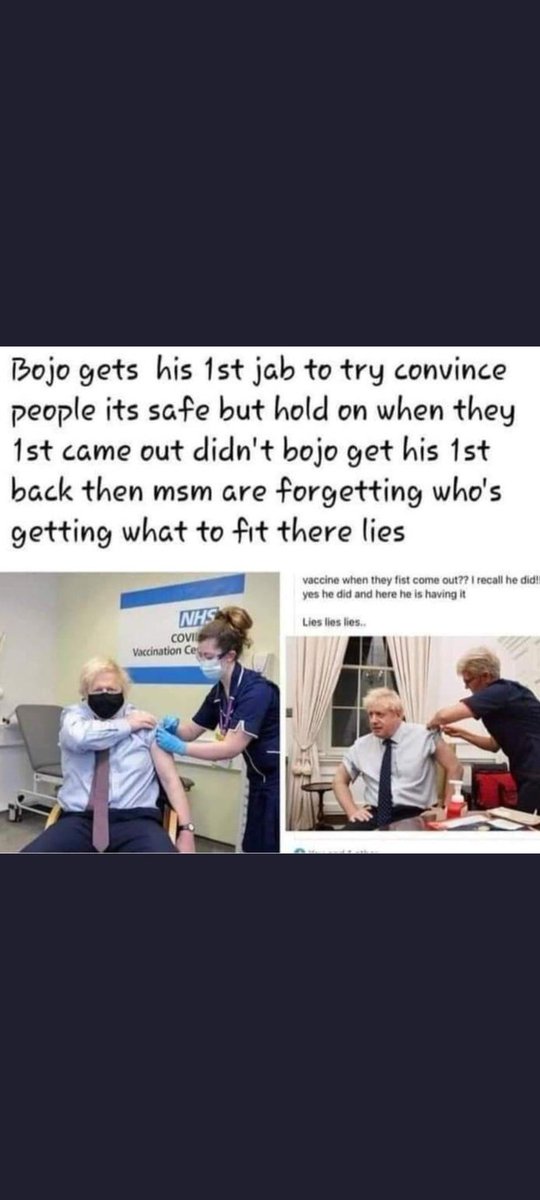 Bojo gets his 1st jab to try convince
people its safe but hold on when they
1st came out didn't bojo get his 1st
back then msm are forgetting who's
getting what to fit there lies
vaccine when they fist come out?? I recall he did!!
yes he did and here he is having it
Lies lies lies..
NHS
COVI
Vaccination Ce